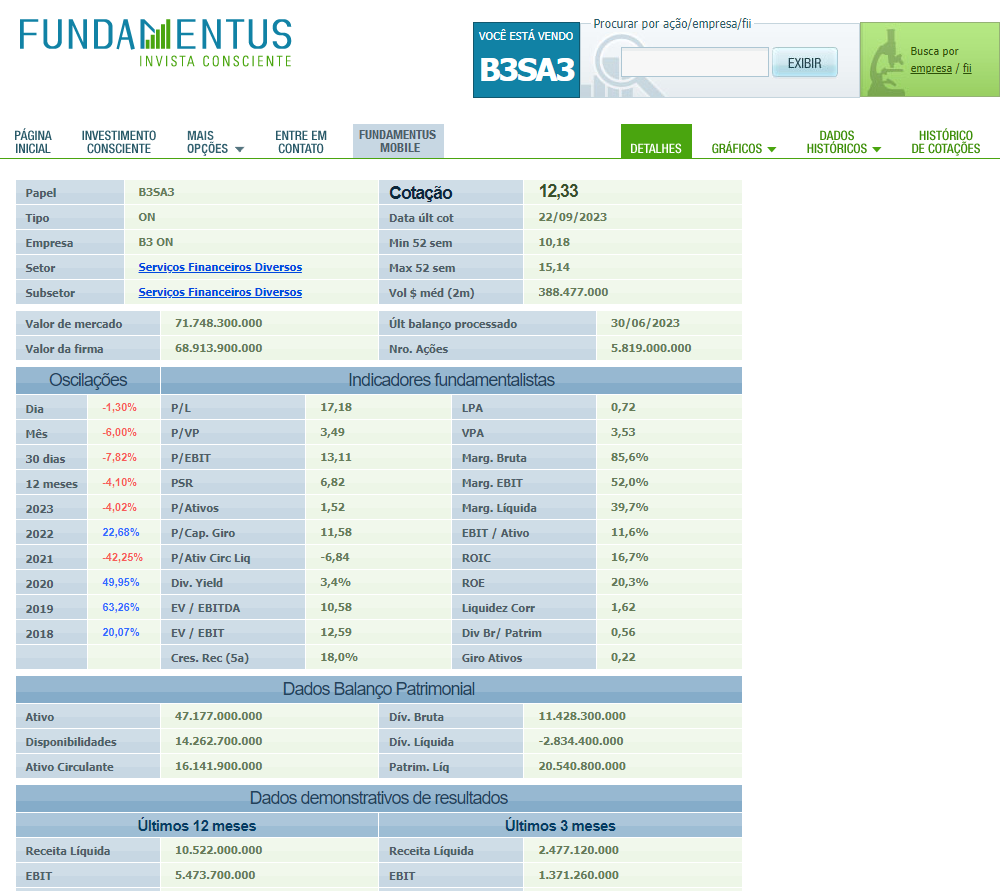 FUNDAMENTUS
INVISTA CONSCIENTE
VOCÊ ESTÁ VENDO
B3SA3
Procurar por ação/empresa/fii
EXIBIR
Busca por
empresa / fii
PÁGINA INICIAL
INVESTIMENTO CONSCIENTE
MAIS OPÇÕES
ENTRE EM CONTATO
FUNDAMENTUS MOBILE
DETALHES
GRÁFICOS
DADOS HISTÓRICOS
HISTÓRICO DE COTAÇÕES
Papel B3SA3 Cotação 12,33
Tipo ON Data últ cot 22/09/2023
Empresa B3 ON Min 52 sem 10,18
Setor Serviços Financeiros Diversos Max 52 sem 15,14
Subsetor Serviços Financeiros Diversos Vol $ méd (2m) 388.477.000
Valor de mercado 71.748.300.000 Últ balanço processado 30/06/2023
Valor da firma 68.913.900.000 Nro. Ações 5.819.000.000
Oscilações Indicadores fundamentalistas
Dia -1,30% P/L 17,18 LPA 0,72
Mês -6,00% P/VP 3,49 VPA 3,53
30 dias -7,82% P/EBIT 13,11 Marg. Bruta 85,6%
12 meses -4,10% PSR 6,82 Marg. EBIT 52,0%
2023 -4,02% P/Ativos 1,52 Marg. Líquida 39,7%
2022 22,68% P/Cap. Giro 11,58 EBIT / Ativo 11,6%
2021 -42,25% P/Ativ Circ Liq -6,84 ROIC 16,7%
2020 49,95% Div. Yield 3,4% ROE 20,3%
2019 63,26% EV / EBITDA 10,58 Liquidez Corr 1,62
2018 20,07% EV / EBIT 12,59 Div Br/ Patrim 0,56
Cres. Rec (5a) 18,0% Giro Ativos 0,22
Dados Balanço Patrimonial
Ativo 47.177.000.000 Dív. Bruta 11.428.300.000
Disponibilidades 14.262.700.000 Dív. Líquida -2.834.400.000
Ativo Circulante 16.141.900.000 Patrim. Líq 20.540.800.000
Dados demonstrativos de resultados
Últimos 12 meses Últimos 3 meses
Receita Líquida 10.522.000.000 Receita Líquida 2.477.120.000
EBIT 5.473.700.000 EBIT 1.371.260.000